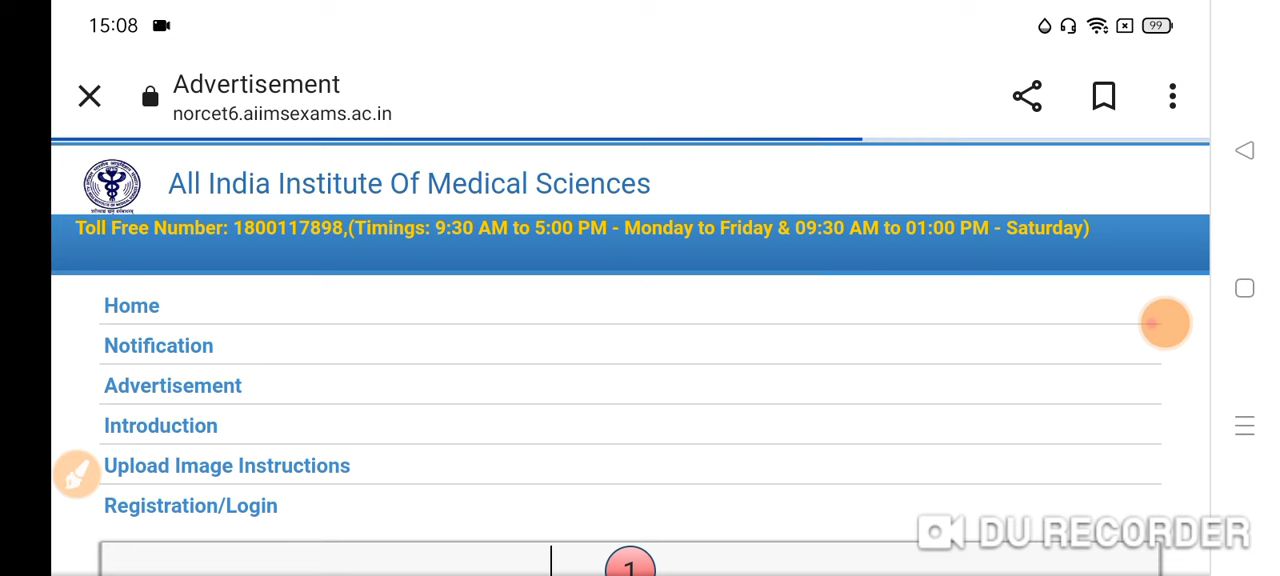 15:08
99
Advertisement
norcet6.aiimsexams.ac.in
All India Institute Of Medical Sciences
Toll Free Number: 1800117898,(Timings: 9:30 AM to 5:00 PM - Monday to Friday & 09:30 AM to 01:00 PM - Saturday)
Home
Notification
Advertisement
Introduction
Upload Image Instructions
Registration/Login
DU RECORDER
1